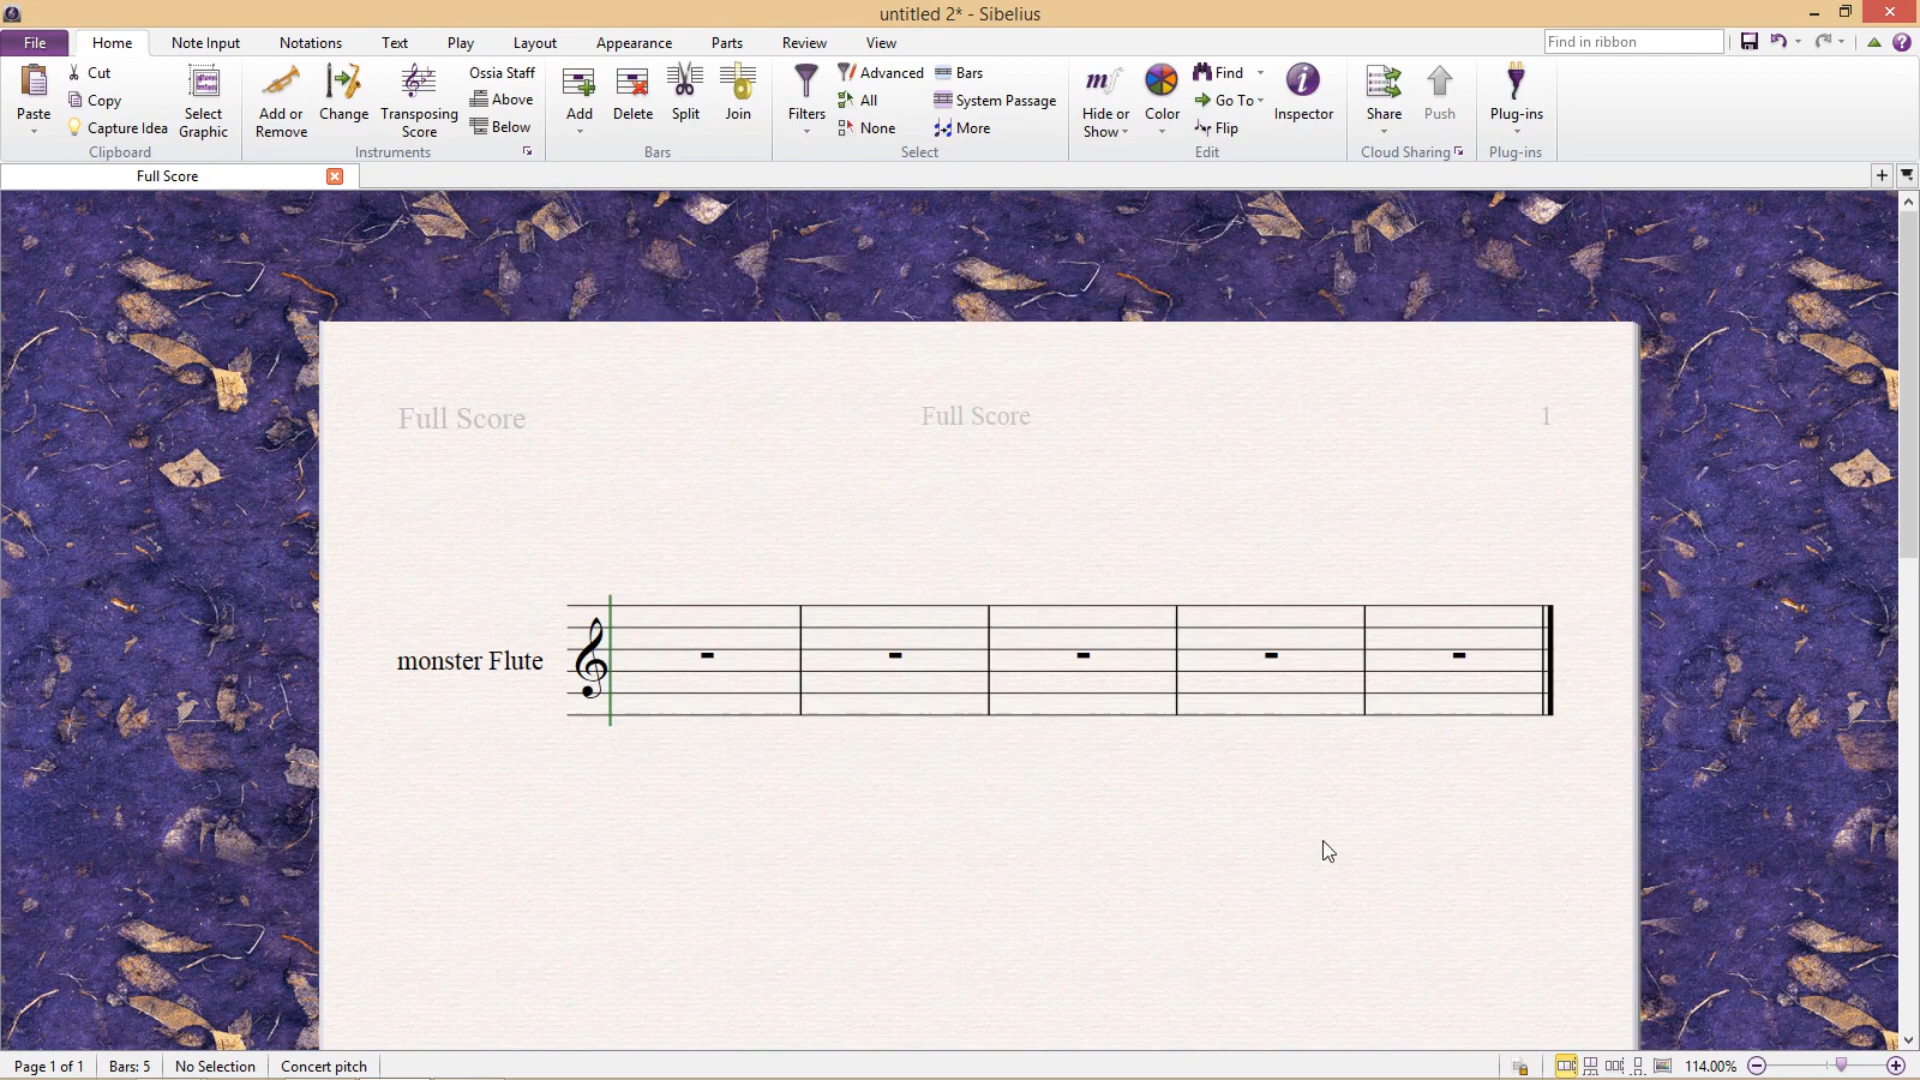 untitled 2* - Sibelius
File Home Note Input Notations Text Play Layout Appearance Parts Review View Find in ribbon
Paste
Cut
Copy
Capture Idea
Select Graphic
Clipboard
Add or Remove
Change
Transposing Score
Ossia Staff
Above
Below
Instruments
Add
Delete
Split
Join
Bars
Filters
Advanced
All
None
Bars
System Passage
More
Select
mf
Hide or Show
Color
Find
Go To
Flip
Inspector
Edit
Share
Push
Cloud Sharing
Plug-ins
Plug-ins
Full Score
Full Score Full Score 1
monster Flute
Page 1 of 1 Bars: 5 No Selection Concert pitch 114.00%